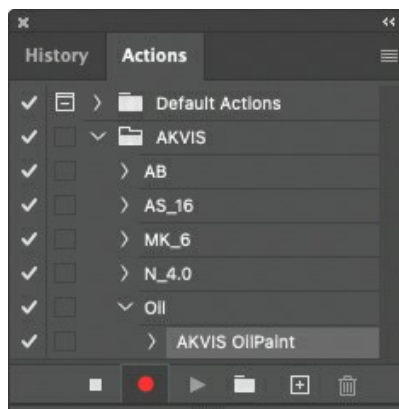 History Actions
Default Actions
AKVIS
AB
AS_16
MK_6
N_4.0
Oil
AKVIS OilPaint